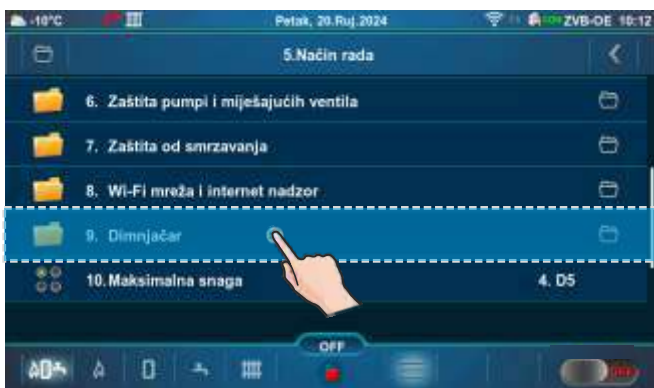 -10°C Petak, 20.Ruj.2024 ZVB-OE 10:12
5.Način rada
6. Zaštita pumpi i miješajućih ventila
7. Zaštita od smrzavanja
8. Wi-Fi mreža i internet nadzor
9. Dimnjačar
10.Maksimalna snaga 4. D5
OFF